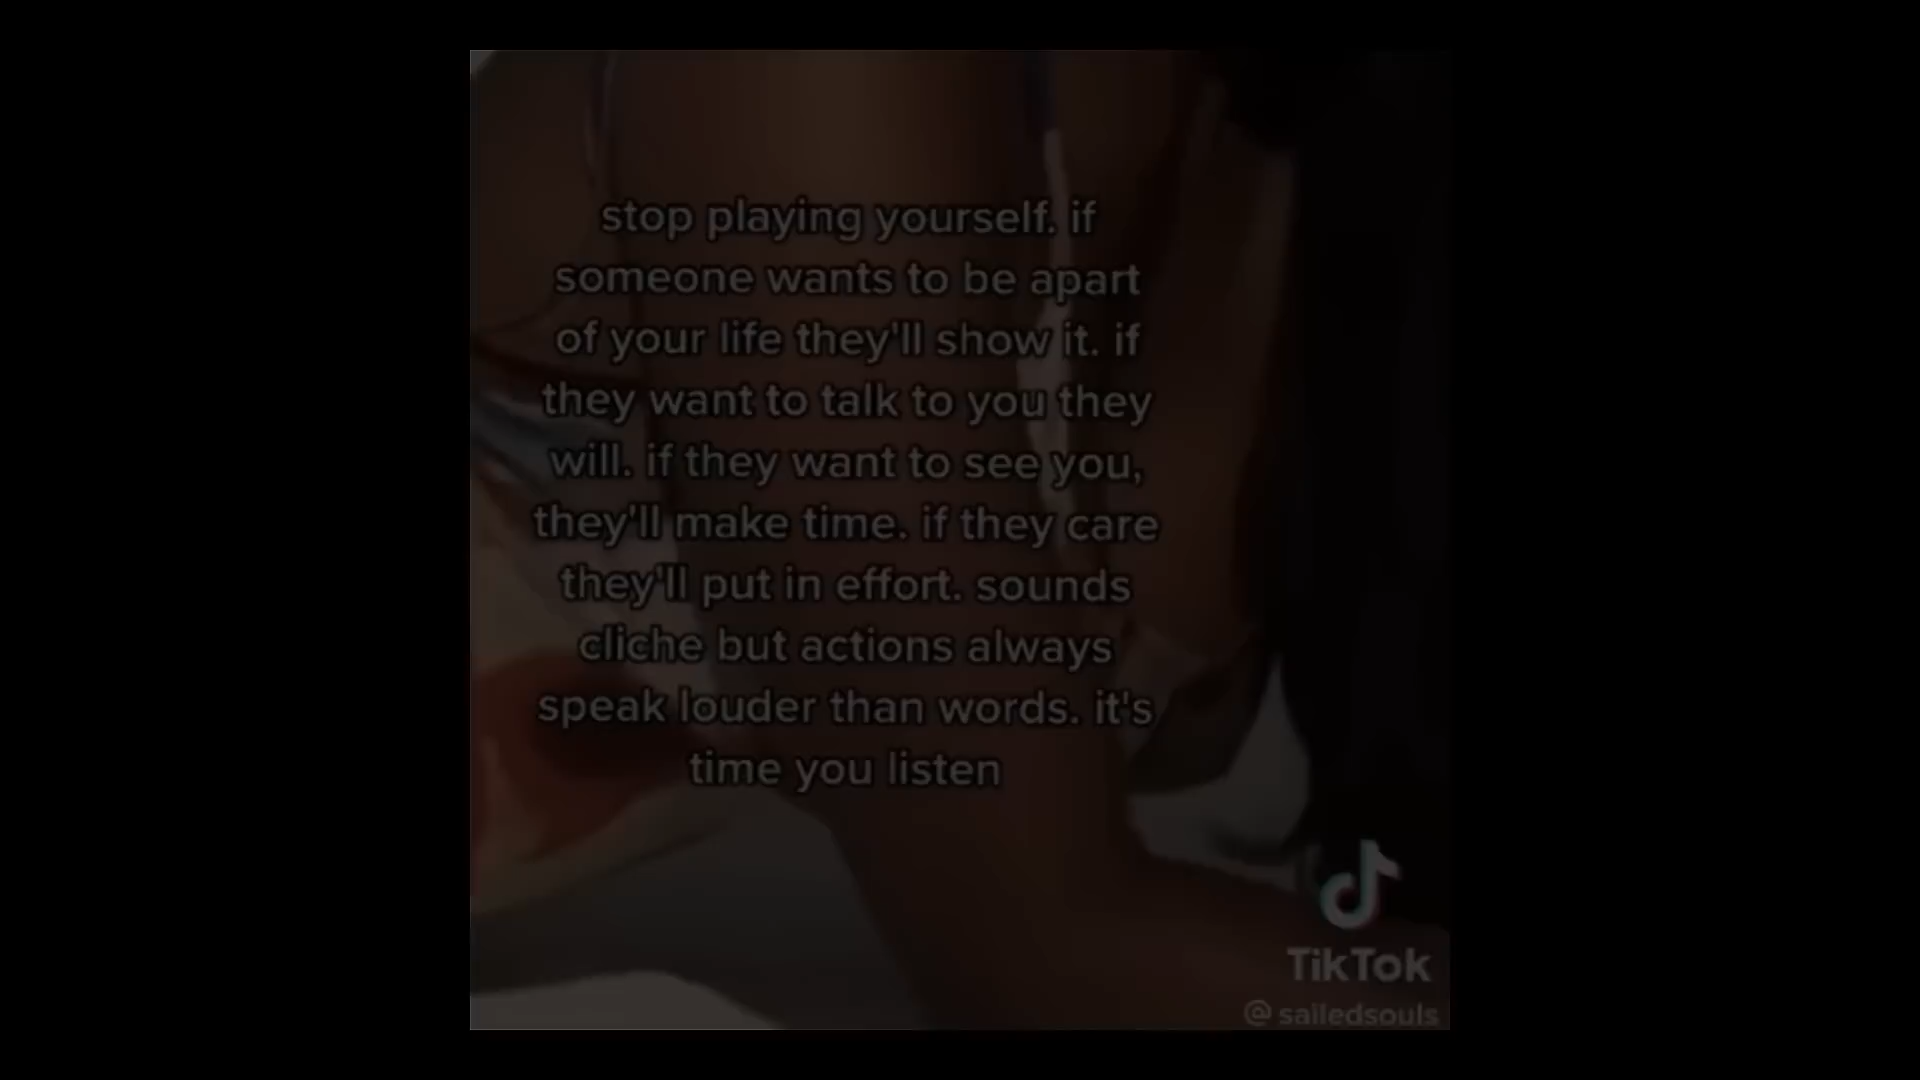 stop playing yourself. if
someone wants to be apart
of your life they'll show it. if
they want to talk to you they
will. if they want to see you,
they'll make time. if they care
they'll put in effort. sounds
cliche but actions always
speak louder than words. it's
time you listen
TikTok
@sailedsouls